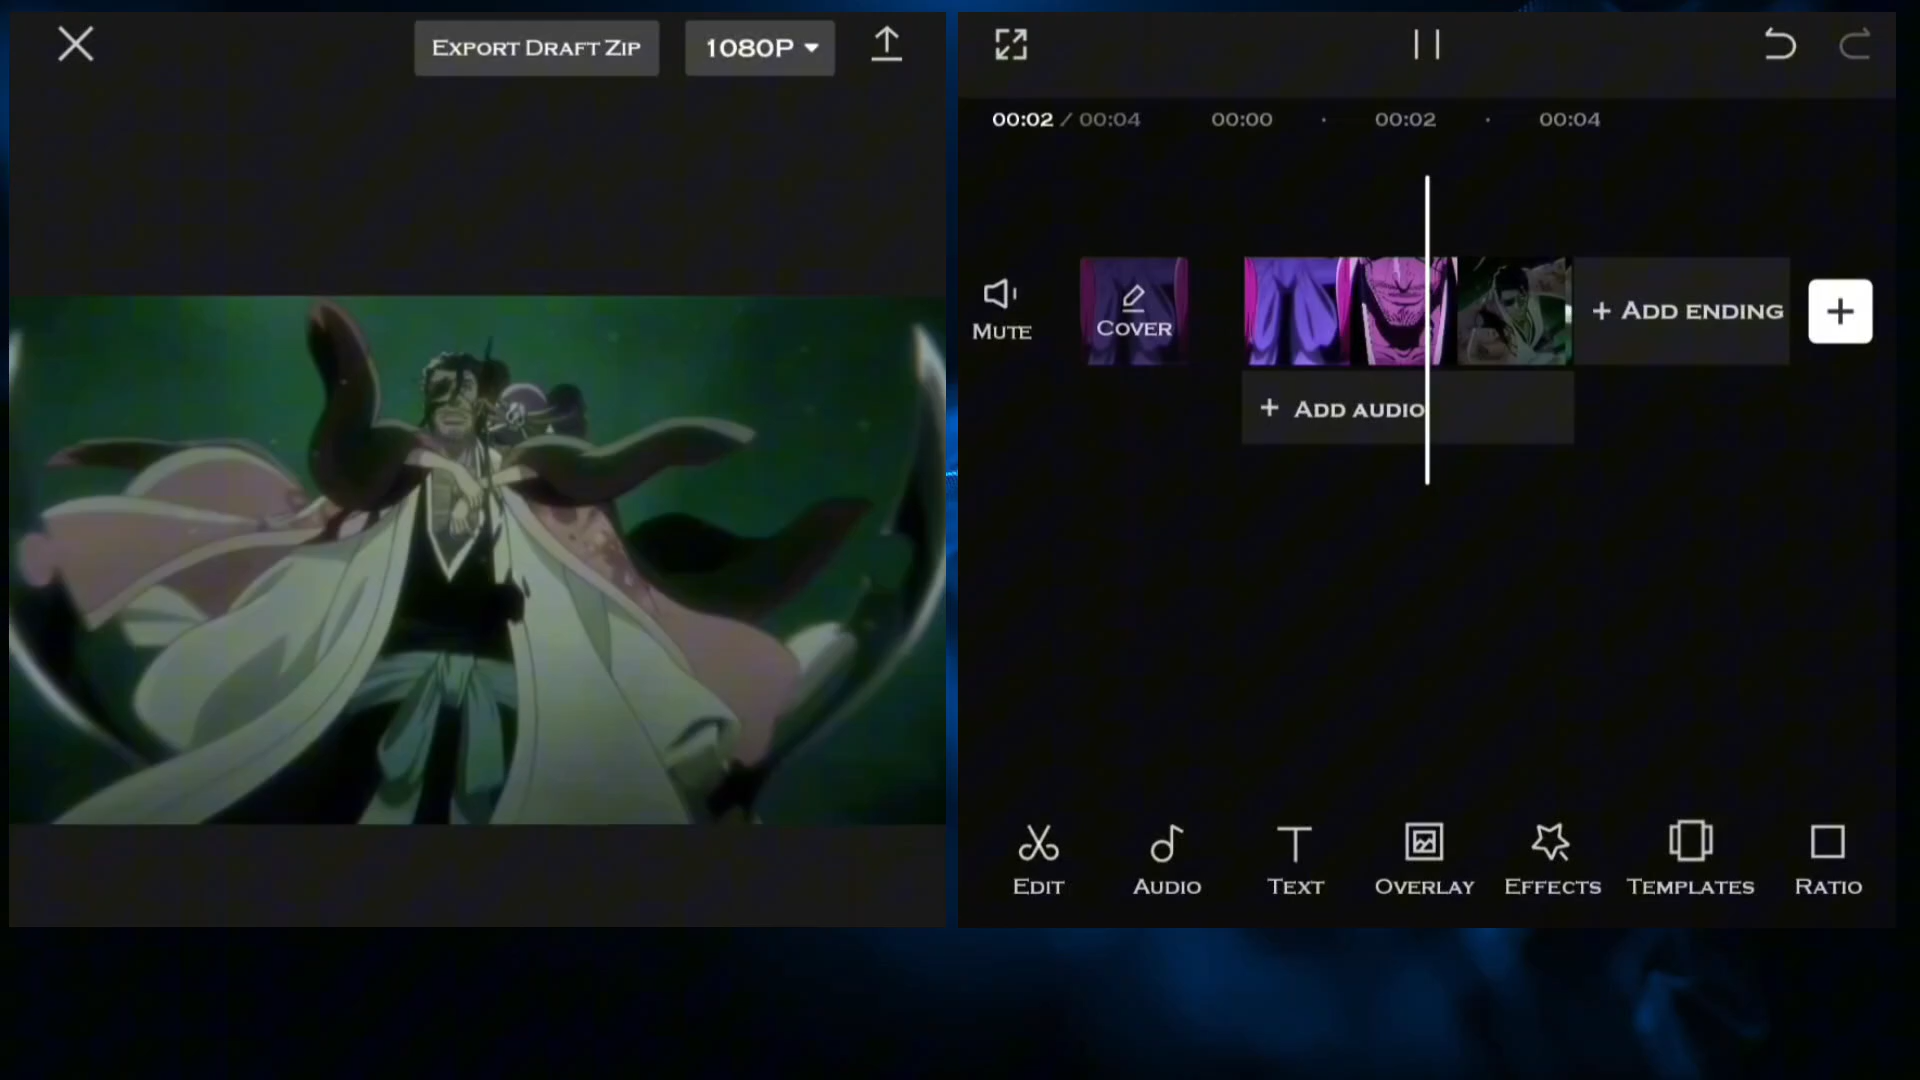 EXPORT DRAFT ZIP
1080P
00:02 / 00:04
00:00
00:02
00:04
MUTE
COVER
+ ADD ENDING
+ ADD AUDIO
EDIT
AUDIO
TEXT
OVERLAY
EFFECTS
TEMPLATES
RATIO